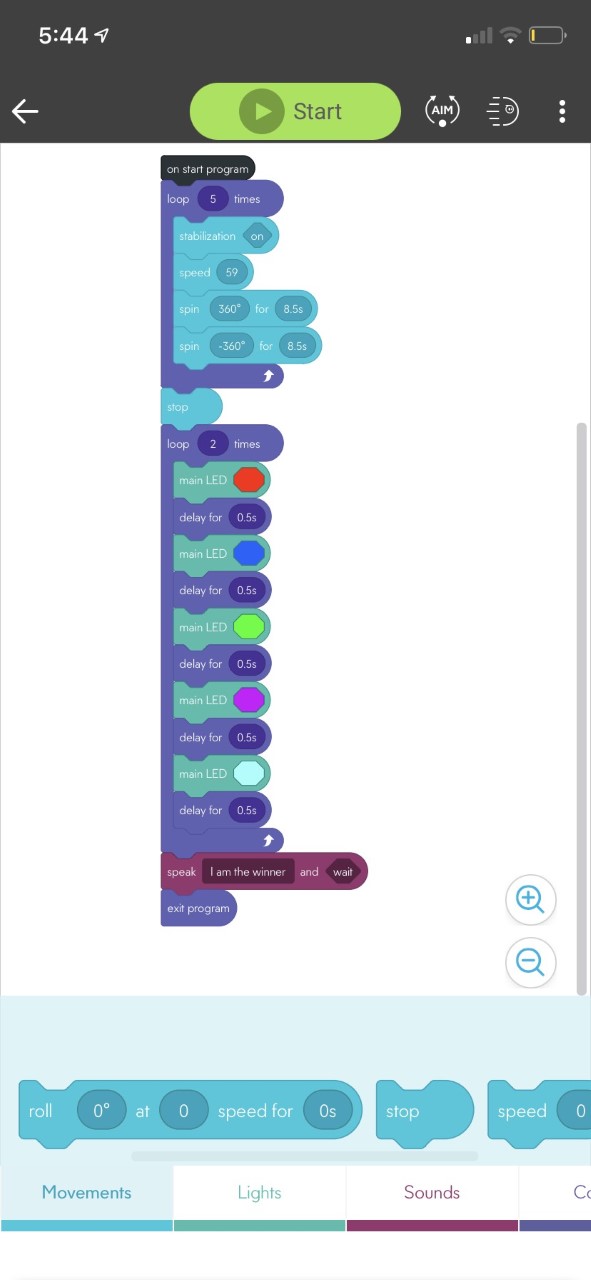 5:44
Start
AIM
on start program
loop 5 times
stabilization on
speed 59
spin 360° for 8.5s
spin -360° for 8.5s
stop
loop 2 times
main LED
delay for 0.5s
main LED
delay for 0.5s
main LED
delay for 0.5s
main LED
delay for 0.5s
main LED
delay for 0.5s
speak I am the winner and wait
exit program
roll 0° at 0 speed for 0s
stop
speed 0
Movements
Lights
Sounds